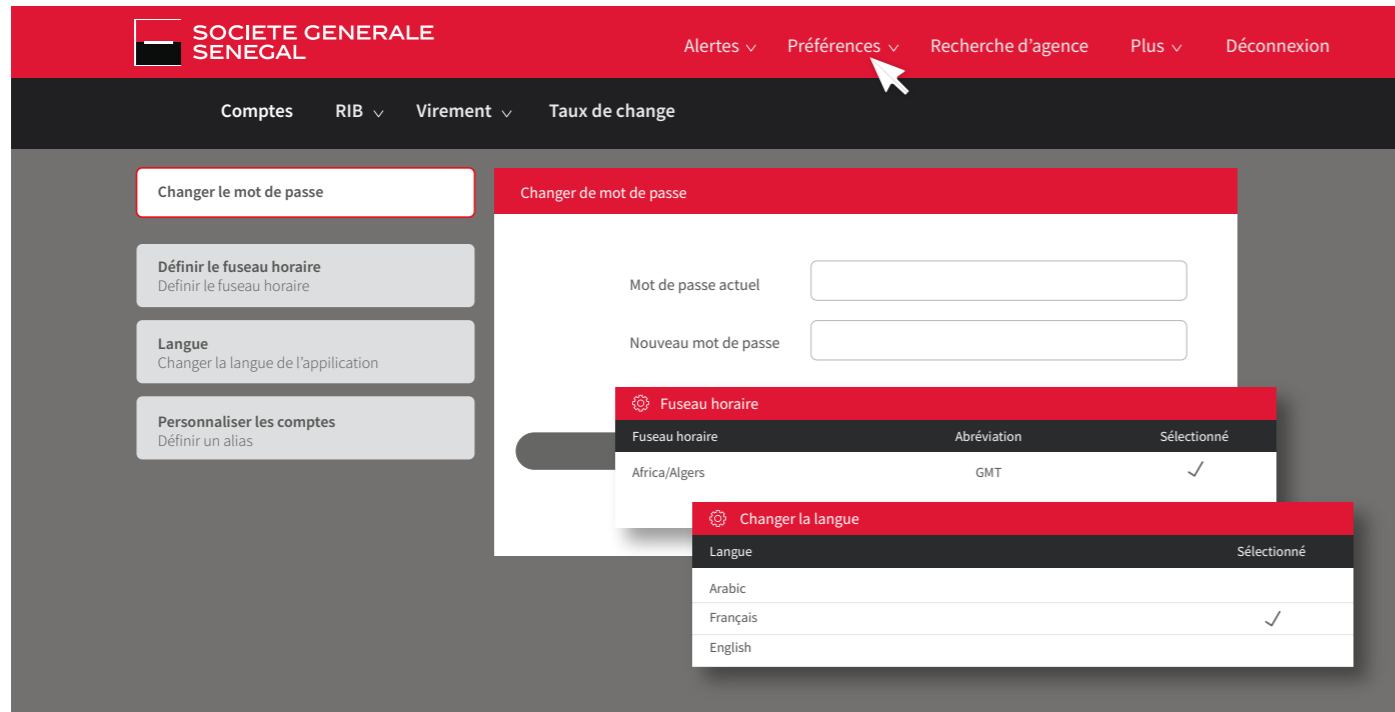 SOCIETE GENERALE
SENEGAL
Alertes Préférences Recherche d'agence Plus Déconnexion
Comptes RIB Virement Taux de change
Changer le mot de passe
Définir le fuseau horaire
Definir le fuseau horaire
Langue
Changer la langue de l'appilication
Personnaliser les comptes
Définir un alias
Changer de mot de passe
Mot de passe actuel
Nouveau mot de passe
Fuseau horaire
Fuseau horaire Abréviation Sélectionné
Africa/Algers GMT
Changer la langue
Langue Sélectionné
Arabic
Français
English